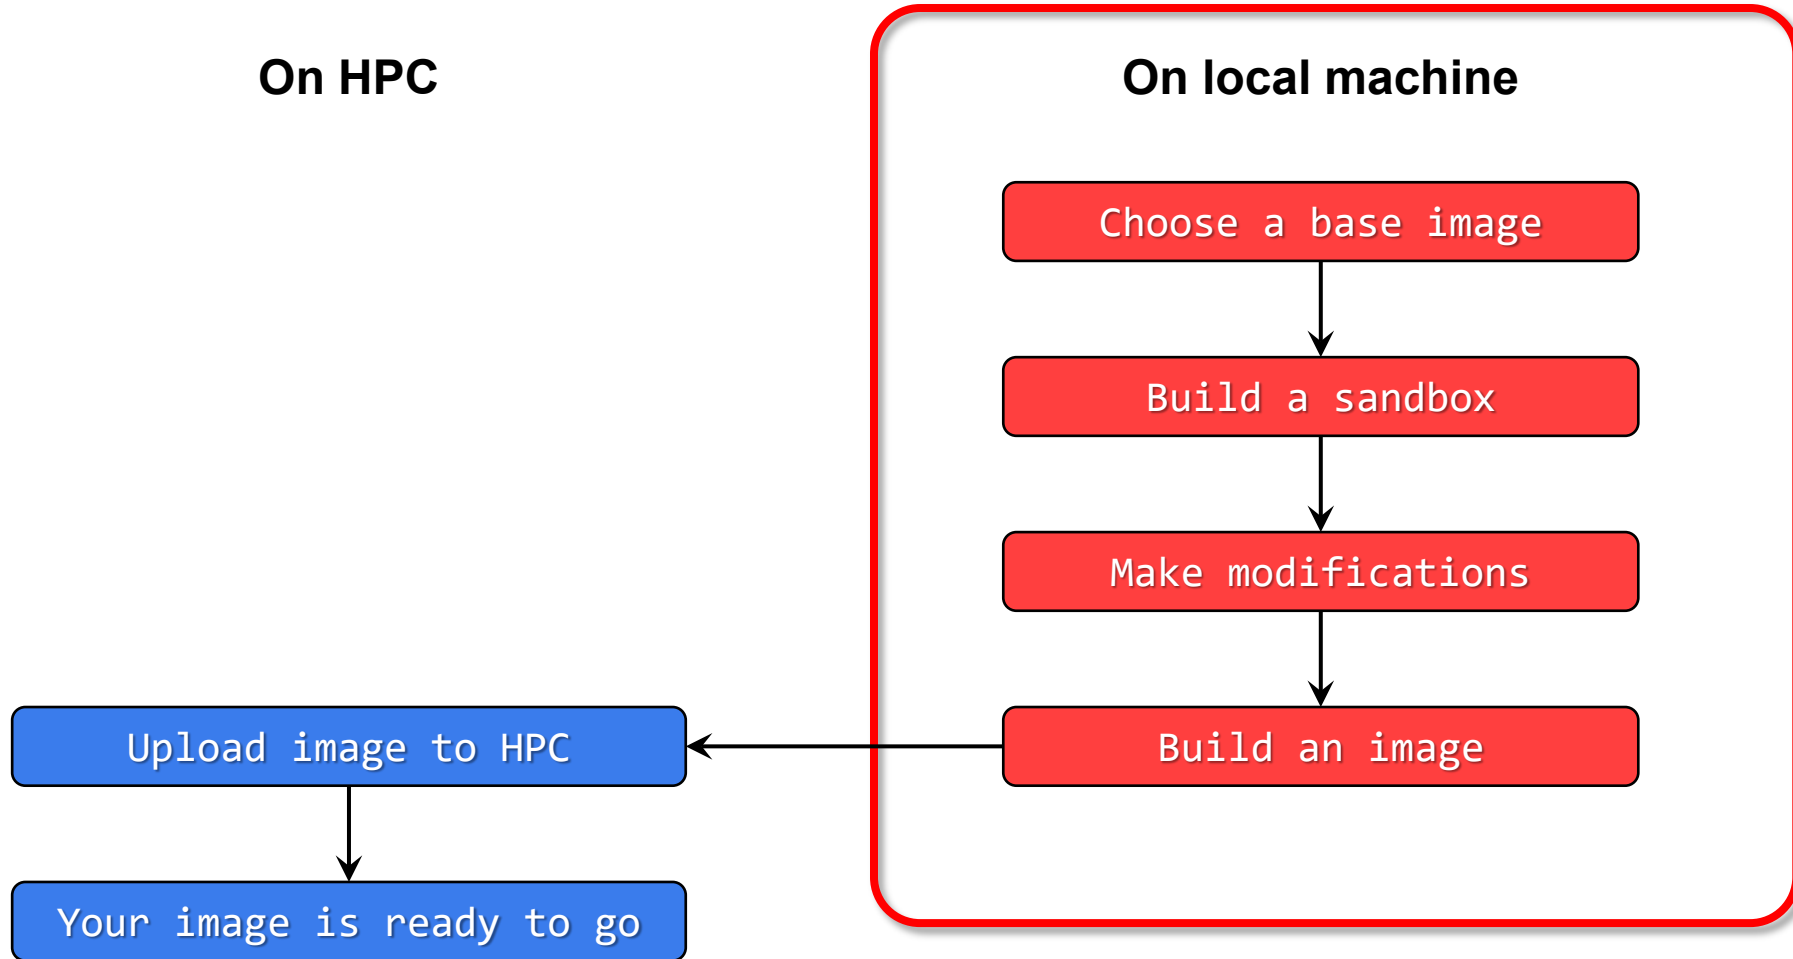 On HPC
On local machine
Choose a base image
Build a sandbox
Make modifications
Build an image
Upload image to HPC
Your image is ready to go